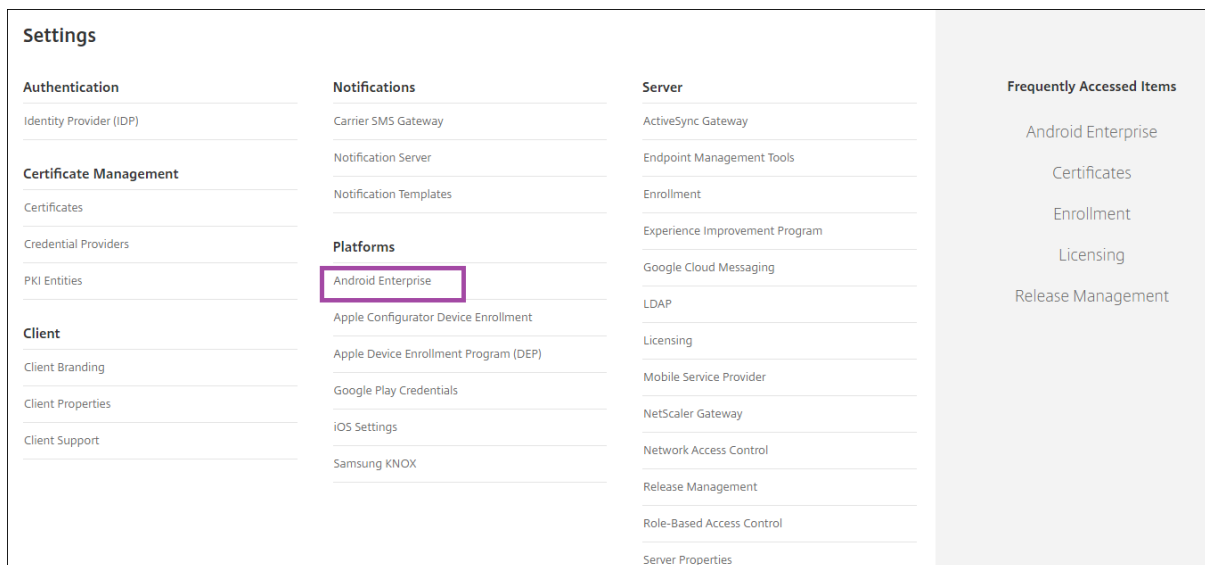 Settings
Authentication
Identity Provider (IDP)
Certificate Management
Certificates
Credential Providers
PKI Entities
Client
Client Branding
Client Properties
Client Support
Notifications
Carrier SMS Gateway
Notification Server
Notification Templates
Platforms
Android Enterprise
Apple Configurator Device Enrollment
Apple Device Enrollment Program (DEP)
Google Play Credentials
iOS Settings
Samsung KNOX
Server
ActiveSync Gateway
Endpoint Management Tools
Enrollment
Experience Improvement Program
Google Cloud Messaging
LDAP
Licensing
Mobile Service Provider
NetScaler Gateway
Network Access Control
Release Management
Role-Based Access Control
Server Properties
Frequently Accessed Items
Android Enterprise
Certificates
Enrollment
Licensing
Release Management